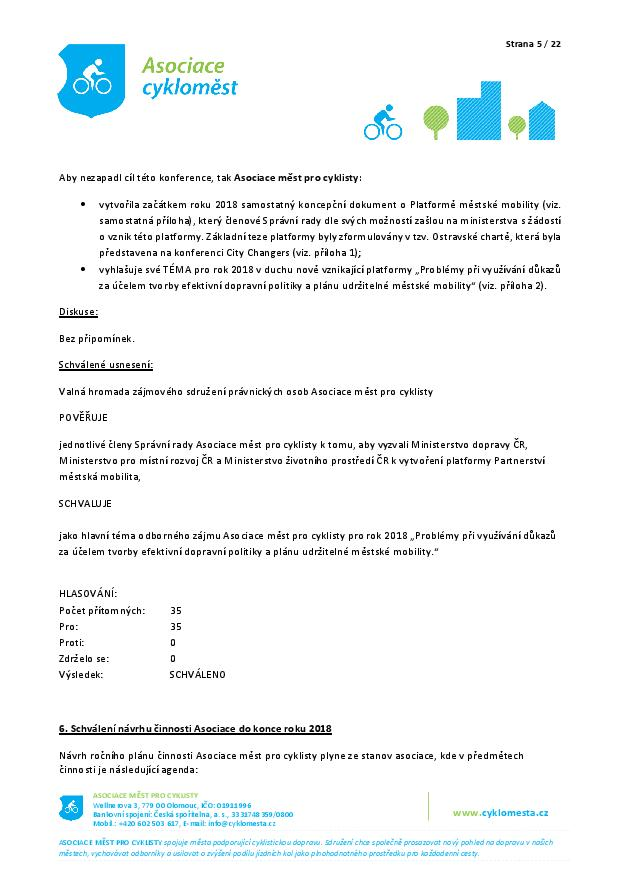 Strana 5 / 22
Asociace
cykloměst
Aby nezapadl cíl této konference, tak Asociace měst pro cyklisty:
• vytvořila začátkem roku 2018 samostatný koncepční dokument o Platformě městské mobility (viz.
samostatná příloha), který členové Správní rady dle svých možností zašlou na ministerstva s žádostí
o vznik této platformy. Základní teze platformy byly zformulovány v tzv. Ostravské chartě, která byla
představena na konferenci City Changers (viz. příloha 1);
• vyhlašuje své TÉMA pro rok 2018 v duchu nově vznikající platformy „Problémy při využívání důkazů
za účelem tvorby efektivní dopravní politiky a plánu udržitelné městské mobility“ (viz. příloha 2).
Diskuse:
Bez připomínek.
Schválené usnesení:
Valná hromada zájmového sdružení právnických osob Asociace měst pro cyklisty
POVĚŘUJE
jednotlivé členy Správní rady Asociace měst pro cyklisty k tomu, aby vyzvali Ministerstvo dopravy ČR,
Ministerstvo pro místní rozvoj ČR a Ministerstvo životního prostředí ČR k vytvoření platformy Partnerství
městská mobilita,
SCHVALUJE
jako hlavní téma odborného zájmu Asociace měst pro cyklisty pro rok 2018 „Problémy při využívání důkazů
za účelem tvorby efektivní dopravní politiky a plánu udržitelné městské mobility.“
HLASOVÁNÍ:
Počet přítomných: 35
Pro: 35
Proti: 0
Zdrželo se: 0
Výsledek: SCHVÁLENO
6. Schválení návrhu činnosti Asociace do konce roku 2018
Návrh ročního plánu činnosti Asociace měst pro cyklisty plyne ze stanov asociace, kde v předmětech
činnosti je následující agenda:
ASOCIACE MĚST PRO CYKLISTY
Wellnerova 3, 779 00 Olomouc, IČO: 01911996
Bankovní spojení: Česká spořitelna, a. s., 3331748359/0800
Mobil.: +420 602 503 617, E-mail: info@cyklomesta.cz
www.cyklomesta.cz
ASOCIACE MĚST PRO CYKLISTY spojuje města podporující cyklistickou dopravu. Sdružení chce společně prosazovat nový pohled na dopravu v našich
městech, vychovávat odborníky a usilovat o zvýšení podílu jízdních kol jako plnohodnotného prostředku pro každodenní cesty.